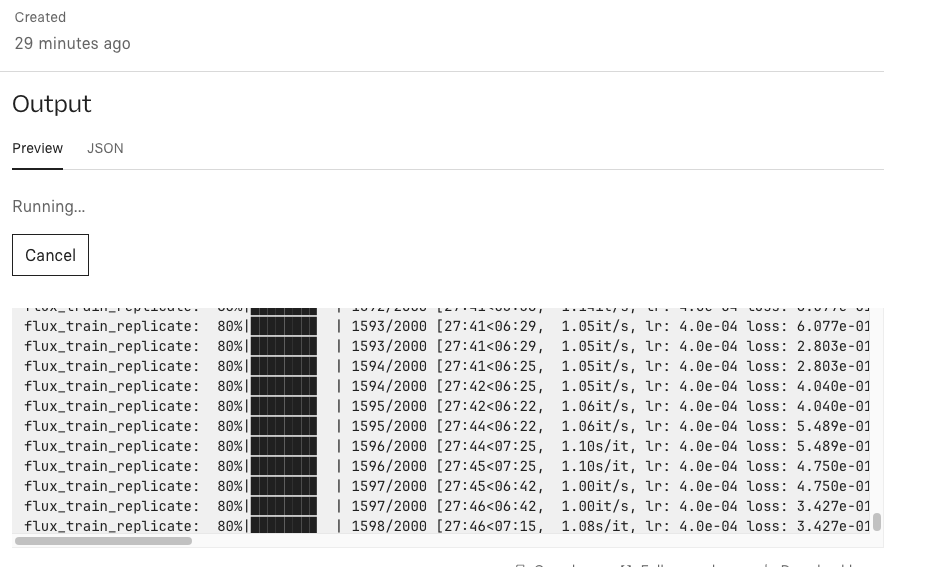 Created
29 minutes ago
Output
Preview JSON
Running...
Cancel
flux_train_replicate: 80%|████████ | 1593/2000 [27:41<06:29, 1.05it/s, lr: 4.0e-04 loss: 6.077e-01
flux_train_replicate: 80%|████████ | 1593/2000 [27:41<06:29, 1.05it/s, lr: 4.0e-04 loss: 2.803e-01
flux_train_replicate: 80%|████████ | 1594/2000 [27:41<06:25, 1.05it/s, lr: 4.0e-04 loss: 2.803e-01
flux_train_replicate: 80%|████████ | 1594/2000 [27:42<06:25, 1.05it/s, lr: 4.0e-04 loss: 4.040e-01
flux_train_replicate: 80%|████████ | 1595/2000 [27:42<06:22, 1.06it/s, lr: 4.0e-04 loss: 4.040e-01
flux_train_replicate: 80%|████████ | 1595/2000 [27:44<06:22, 1.06it/s, lr: 4.0e-04 loss: 5.489e-01
flux_train_replicate: 80%|████████ | 1596/2000 [27:44<07:25, 1.10s/it, lr: 4.0e-04 loss: 5.489e-01
flux_train_replicate: 80%|████████ | 1596/2000 [27:45<07:25, 1.10s/it, lr: 4.0e-04 loss: 4.750e-01
flux_train_replicate: 80%|████████ | 1597/2000 [27:45<06:42, 1.00it/s, lr: 4.0e-04 loss: 4.750e-01
flux_train_replicate: 80%|████████ | 1597/2000 [27:46<06:42, 1.00it/s, lr: 4.0e-04 loss: 3.427e-01
flux_train_replicate: 80%|████████ | 1598/2000 [27:46<07:15, 1.08s/it, lr: 4.0e-04 loss: 3.427e-01